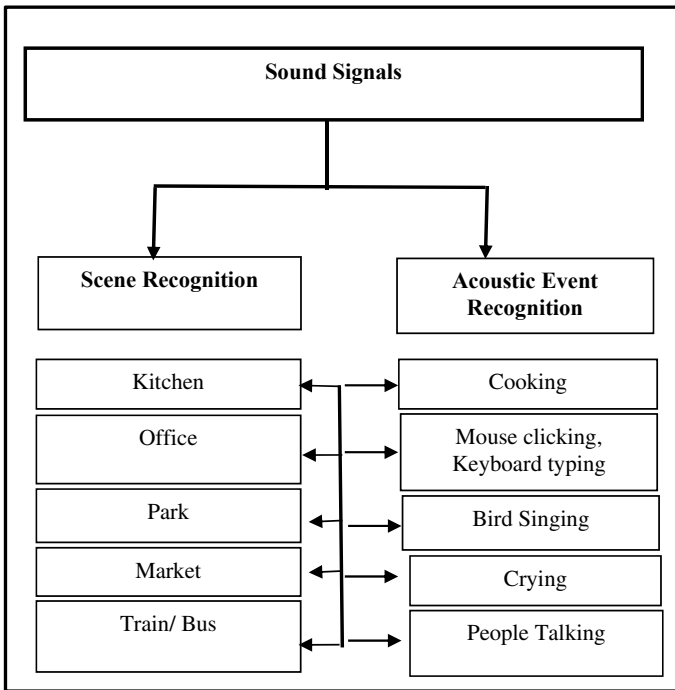 Sound Signals
Scene Recognition
Acoustic Event
Recognition
Kitchen
Cooking
Office
Mouse clicking,
Keyboard typing
Park
Bird Singing
Market
Crying
Train/ Bus
People Talking